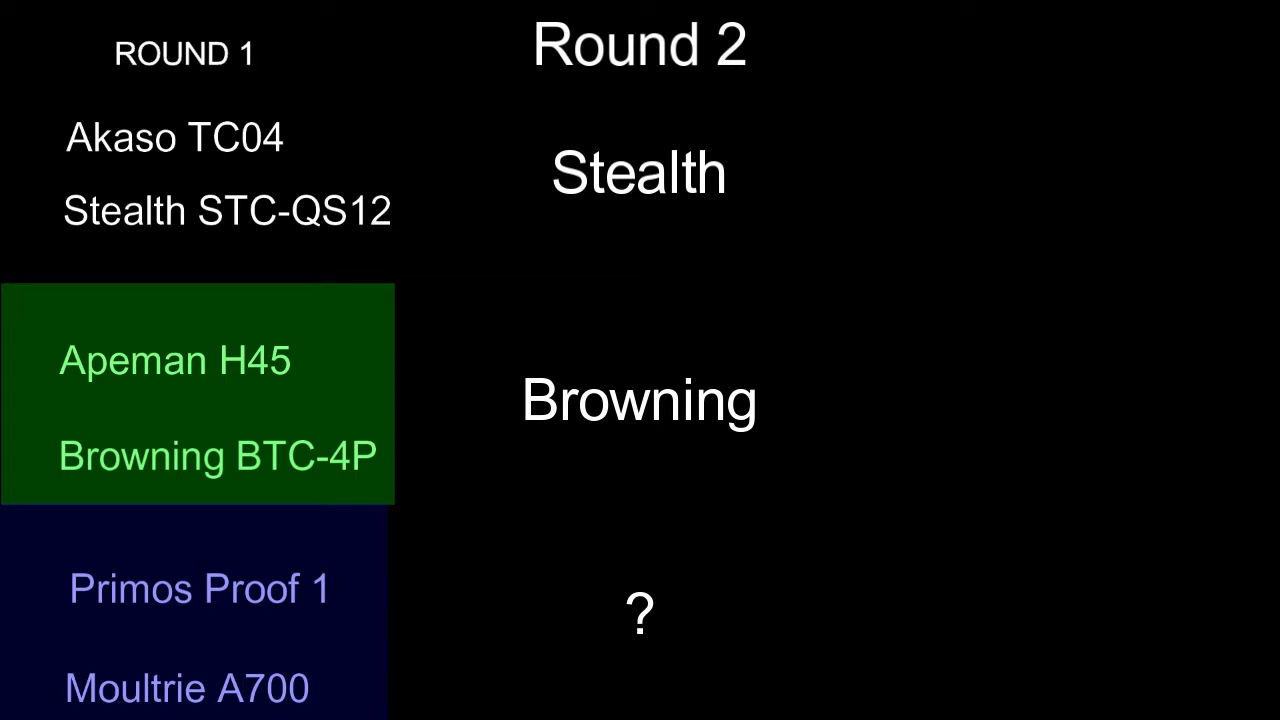 ROUND 1
Akaso TC04
Stealth STC-QS12
Apeman H45
Browning BTC-4P
Primos Proof 1
Moultrie A700
Round 2
Stealth
Browning
?